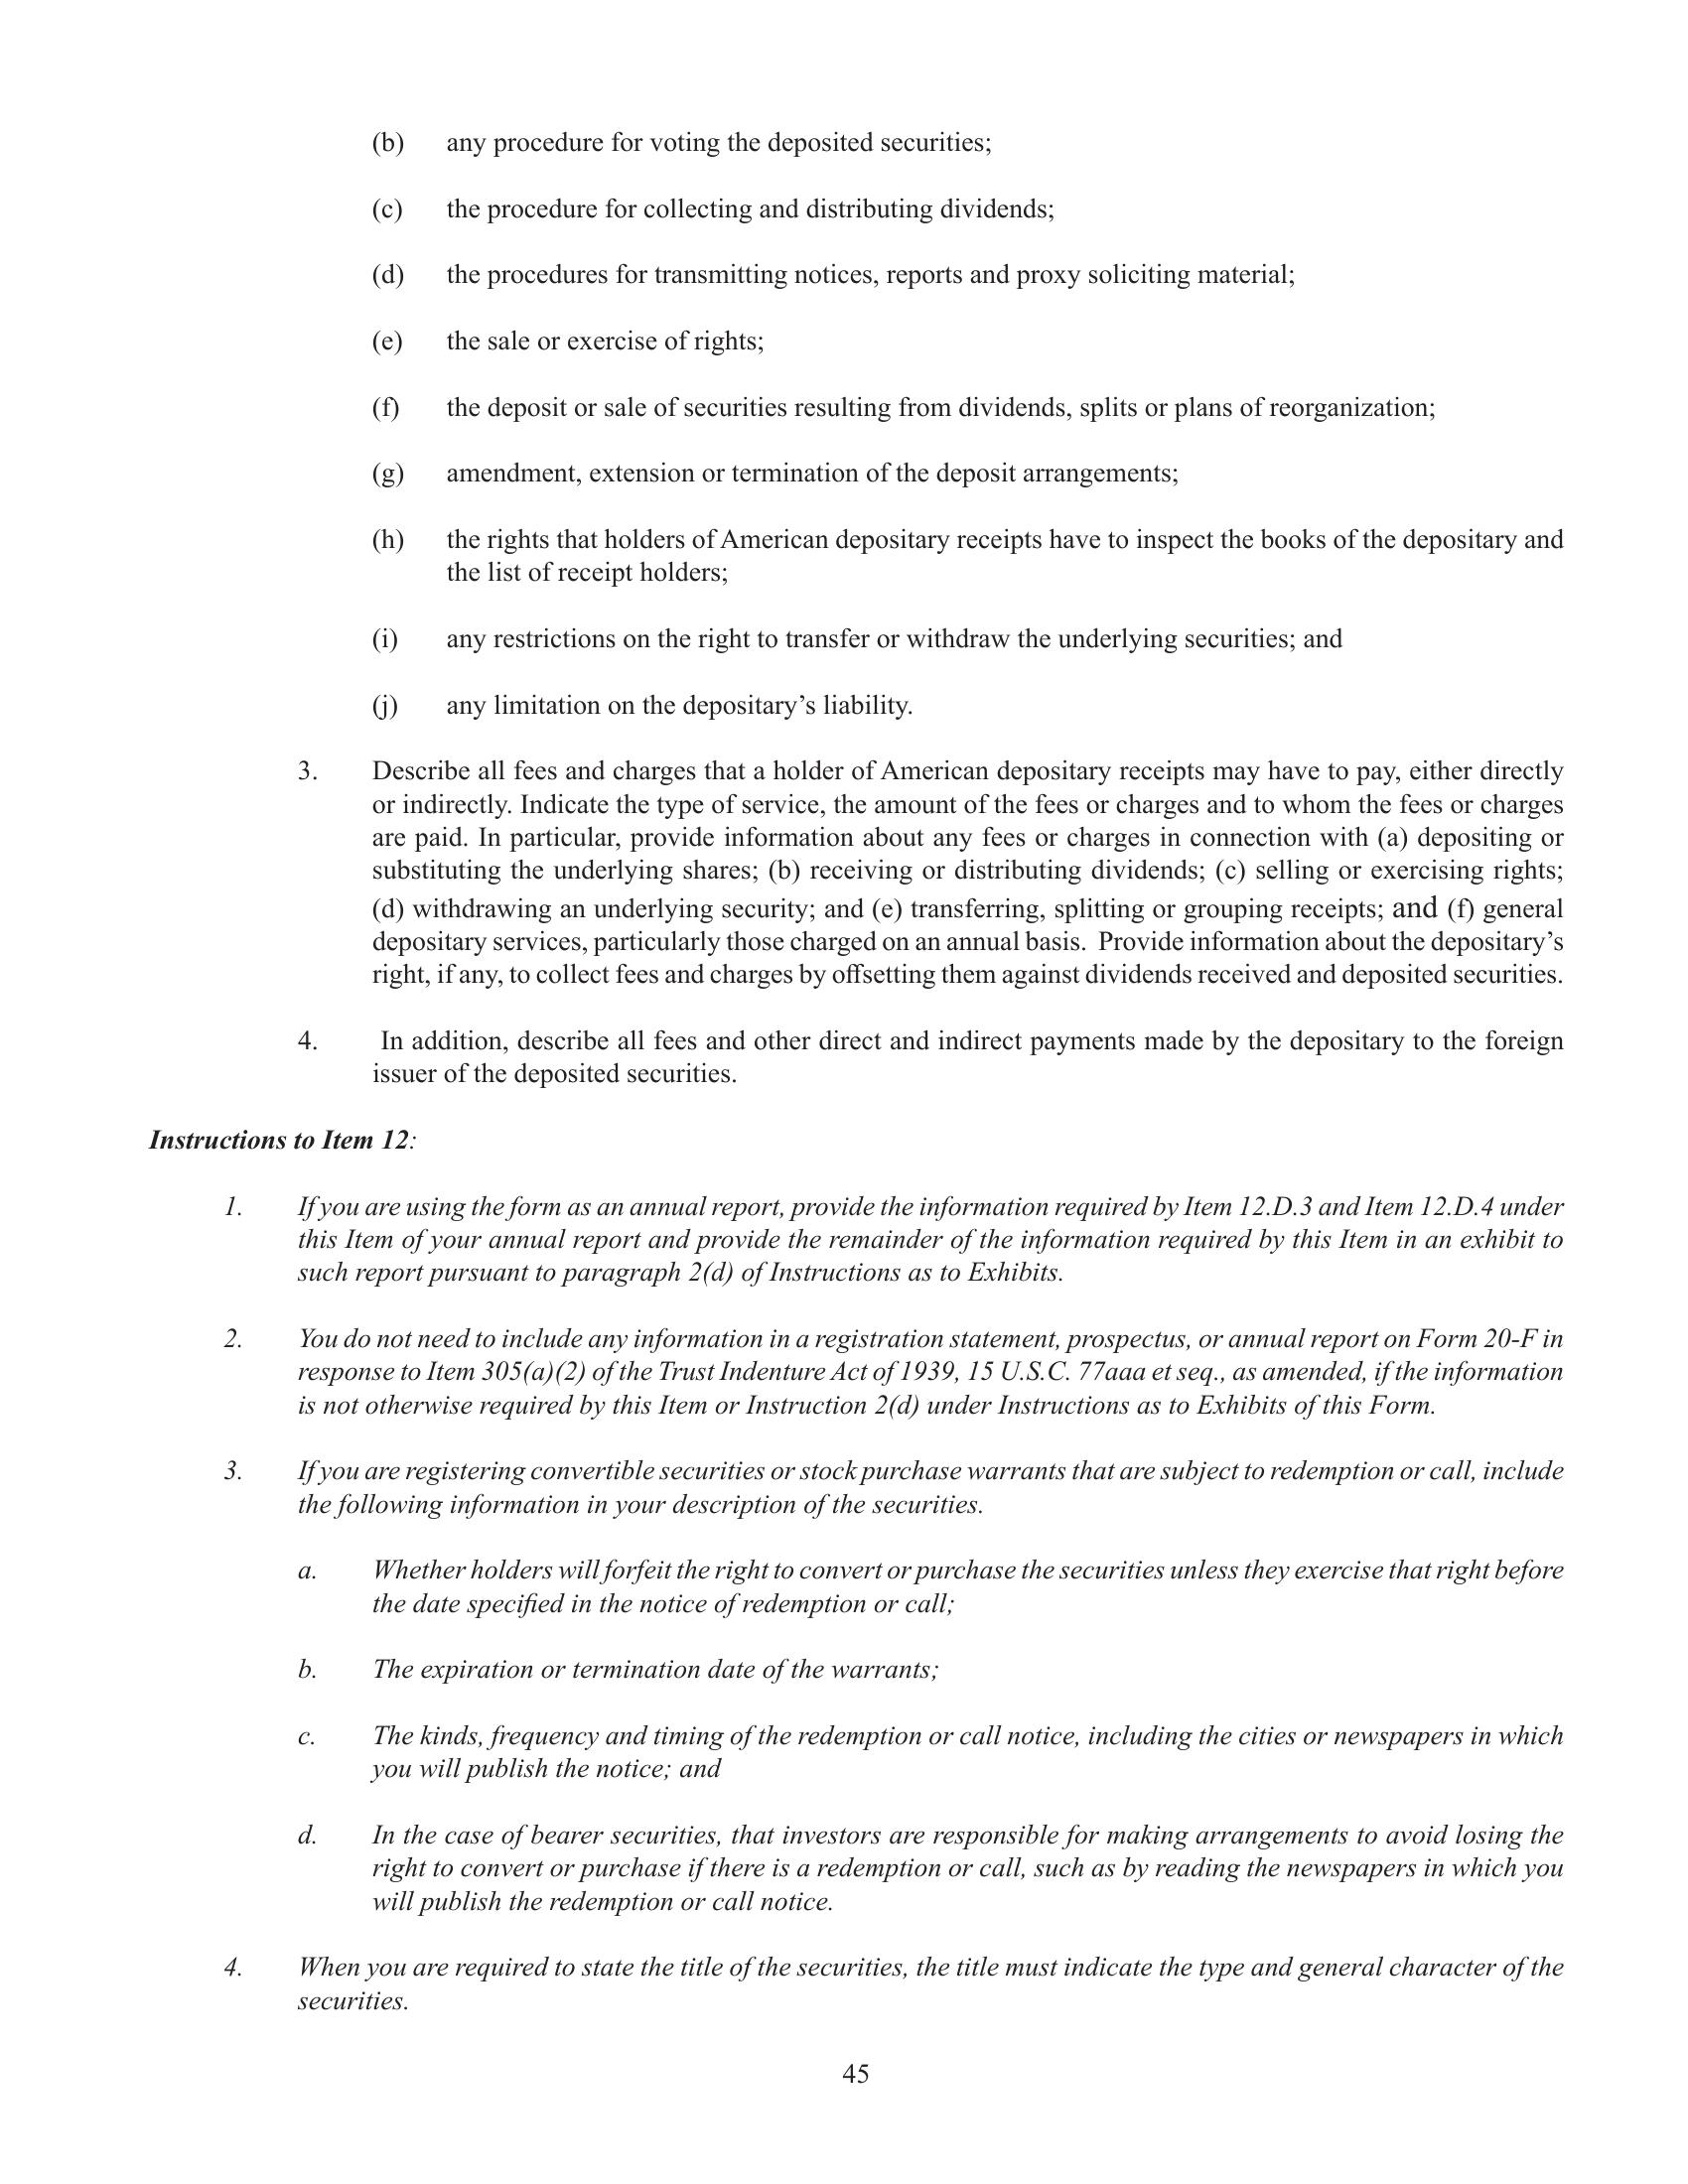 (b) any procedure for voting the deposited securities;
(c) the procedure for collecting and distributing dividends;
(d) the procedures for transmitting notices, reports and proxy soliciting material;
(e) the sale or exercise of rights;
(f) the deposit or sale of securities resulting from dividends, splits or plans of reorganization;
(g) amendment, extension or termination of the deposit arrangements;
(h) the rights that holders of American depositary receipts have to inspect the books of the depositary and
the list of receipt holders;
(i) any restrictions on the right to transfer or withdraw the underlying securities; and
(j) any limitation on the depositary’s liability.
3. Describe all fees and charges that a holder of American depositary receipts may have to pay, either directly
or indirectly. Indicate the type of service, the amount of the fees or charges and to whom the fees or charges
are paid. In particular, provide information about any fees or charges in connection with (a) depositing or
substituting the underlying shares; (b) receiving or distributing dividends; (c) selling or exercising rights;
(d) withdrawing an underlying security; and (e) transferring, splitting or grouping receipts; and (f) general
depositary services, particularly those charged on an annual basis. Provide information about the depositary’s
right, if any, to collect fees and charges by offsetting them against dividends received and deposited securities.
4. In addition, describe all fees and other direct and indirect payments made by the depositary to the foreign
issuer of the deposited securities.
Instructions to Item 12:
1. If you are using the form as an annual report, provide the information required by Item 12.D.3 and Item 12.D.4 under
this Item of your annual report and provide the remainder of the information required by this Item in an exhibit to
such report pursuant to paragraph 2(d) of Instructions as to Exhibits.
2. You do not need to include any information in a registration statement, prospectus, or annual report on Form 20-F in
response to Item 305(a)(2) of the Trust Indenture Act of 1939, 15 U.S.C. 77aaa et seq., as amended, if the information
is not otherwise required by this Item or Instruction 2(d) under Instructions as to Exhibits of this Form.
3. If you are registering convertible securities or stock purchase warrants that are subject to redemption or call, include
the following information in your description of the securities.
a. Whether holders will forfeit the right to convert or purchase the securities unless they exercise that right before
the date specified in the notice of redemption or call;
b. The expiration or termination date of the warrants;
c. The kinds, frequency and timing of the redemption or call notice, including the cities or newspapers in which
you will publish the notice; and
d. In the case of bearer securities, that investors are responsible for making arrangements to avoid losing the
right to convert or purchase if there is a redemption or call, such as by reading the newspapers in which you
will publish the redemption or call notice.
4. When you are required to state the title of the securities, the title must indicate the type and general character of the
securities.
45